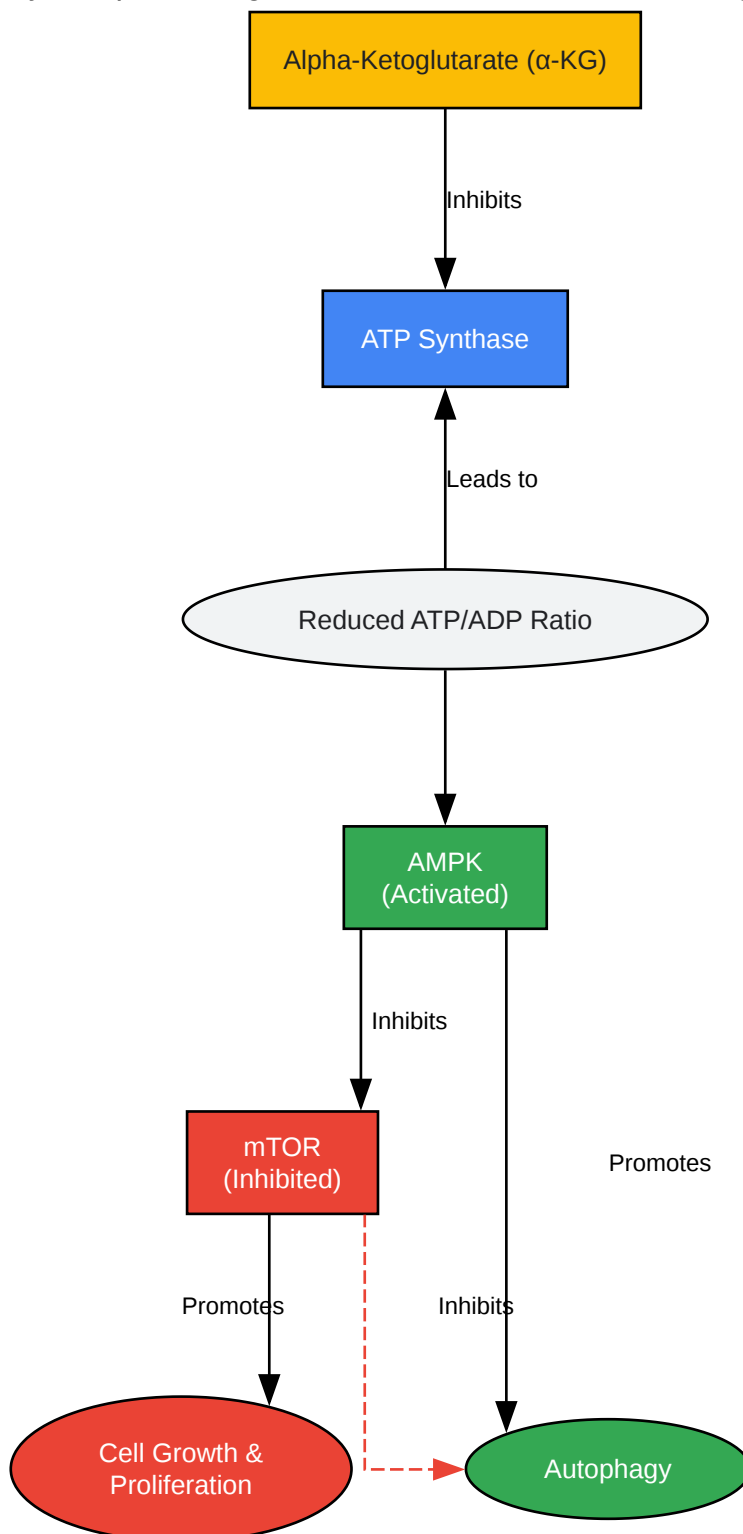 Alpha-Ketoglutarate (α-KG)
Inhibits
ATP Synthase
Leads to
Reduced ATP/ADP Ratio
AMPK
(Activated)
Inhibits
mTOR
(Inhibited)
Promotes
Promotes
Inhibits
Cell Growth &
Proliferation
Autophagy